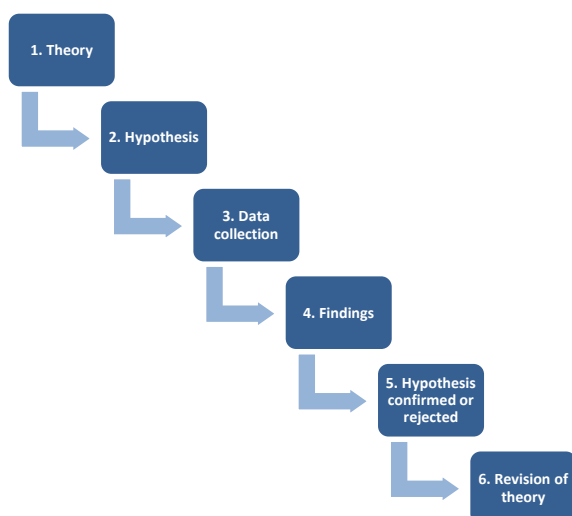 1. Theory
2. Hypothesis
3. Data
collection
4. Findings
5. Hypothesis
confirmed or
rejected
6. Revision of
theory